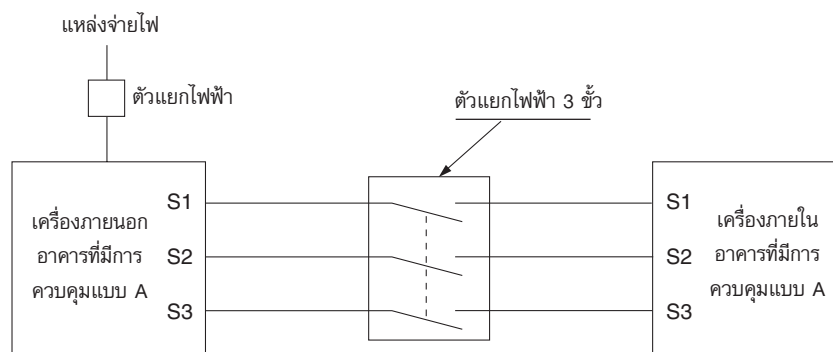 แหล่งจ่ายไฟ
ตัวแยกไฟฟ้า
ตัวแยกไฟฟ้า 3 ขั้ว
เครื่องภายนอก
อาคารที่มีการ
ควบคุมแบบ A
S1
S2
S3
S1
S2
S3
เครื่องภายใน
อาคารที่มีการ
ควบคุมแบบ A